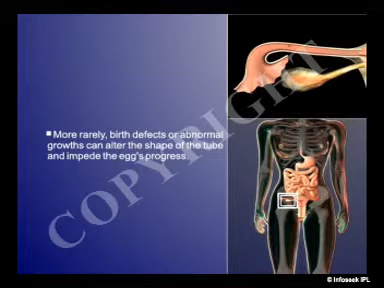 ▪ More rarely, birth defects or abnormal
growths can alter the shape of the tube
and impede the egg's progress.
COPYRIGHT
© Infoseek IPL